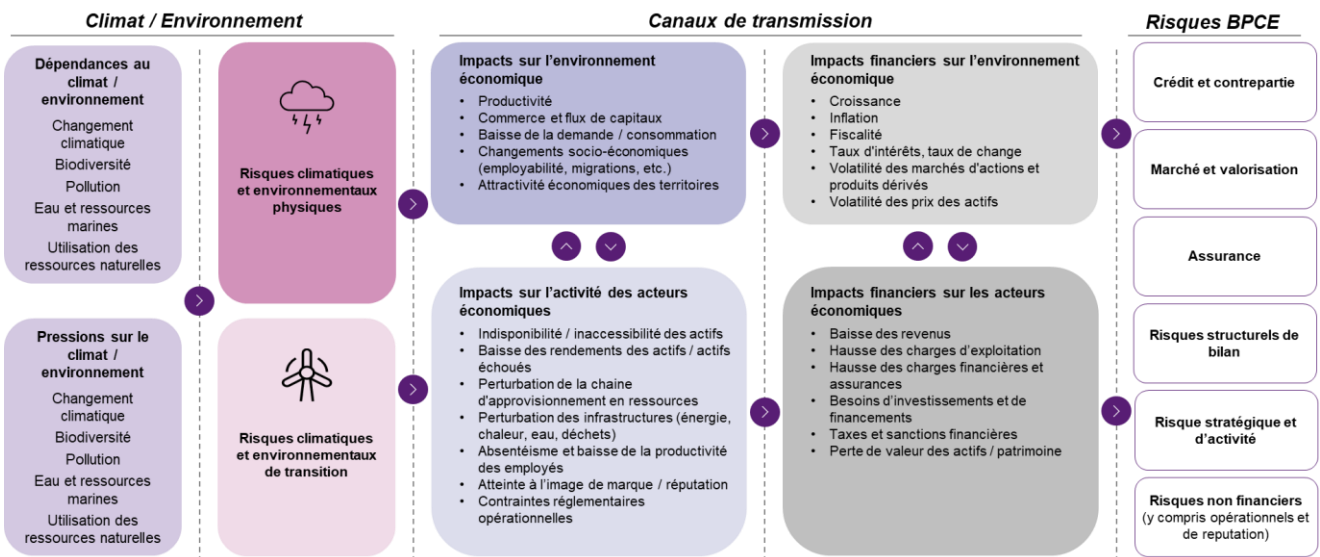 Climat / Environnement
Canaux de transmission
Risques BPCE
Dépendances au
climat /
environnement
Changement
climatique
Biodiversité
Pollution
Eau et ressources
marines
Utilisation des
ressources naturelles
Pressions sur le
climat /
environnement
Changement
climatique
Biodiversité
Pollution
Eau et ressources
marines
Utilisation des
ressources naturelles
Risques climatiques
et environnementaux
physiques
Risques climatiques
et environnementaux
de transition
Impacts sur l'environnement
économique
• Productivité
• Commerce et flux de capitaux
• Baisse de la demande / consommation
• Changements socio-économiques
(employabilité, migrations, etc.)
• Attractivité économiques des territoires
Impacts sur l'activité des acteurs
économiques
• Indisponibilité / inaccessibilité des actifs
• Baisse des rendements des actifs / actifs
échoués
• Perturbation de la chaine
d'approvisionnement en ressources
• Perturbation des infrastructures (énergie,
chaleur, eau, déchets)
• Absentéisme et baisse de la productivité
des employés
• Atteinte à l'image de marque / réputation
• Contraintes réglementaires
opérationnelles
Impacts financiers sur l'environnement
économique
• Croissance
• Inflation
• Fiscalité
• Taux d'intérêts, taux de change
• Volatilité des marchés d'actions et
produits dérivés
• Volatilité des prix des actifs
Impacts financiers sur les acteurs
économiques
• Baisse des revenus
• Hausse des charges d'exploitation
• Hausse des charges financières et
assurances
• Besoins d'investissements et de
financements
• Taxes et sanctions financières
• Perte de valeur des actifs / patrimoine
Crédit et contrepartie
Marché et valorisation
Assurance
Risques structurels de
bilan
Risque stratégique et
d'activité
Risques non financiers
(y compris opérationnels et
de reputation)